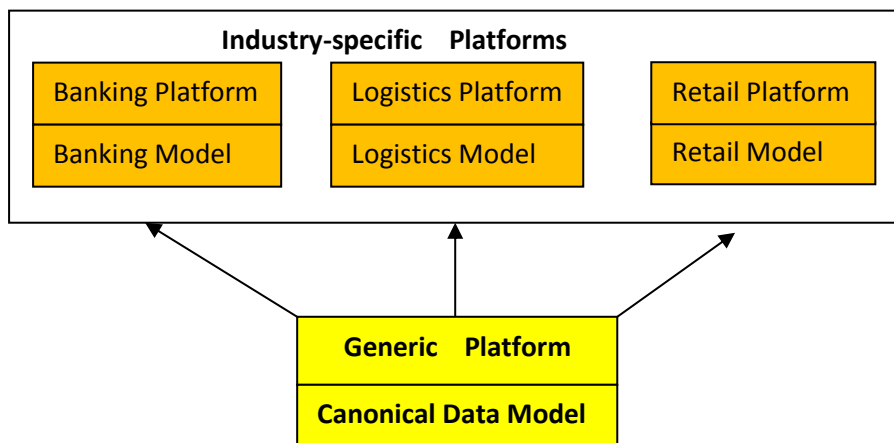 Industry-specific Platforms
Banking Platform
Banking Model
Logistics Platform
Logistics Model
Retail Platform
Retail Model
Generic Platform
Canonical Data Model